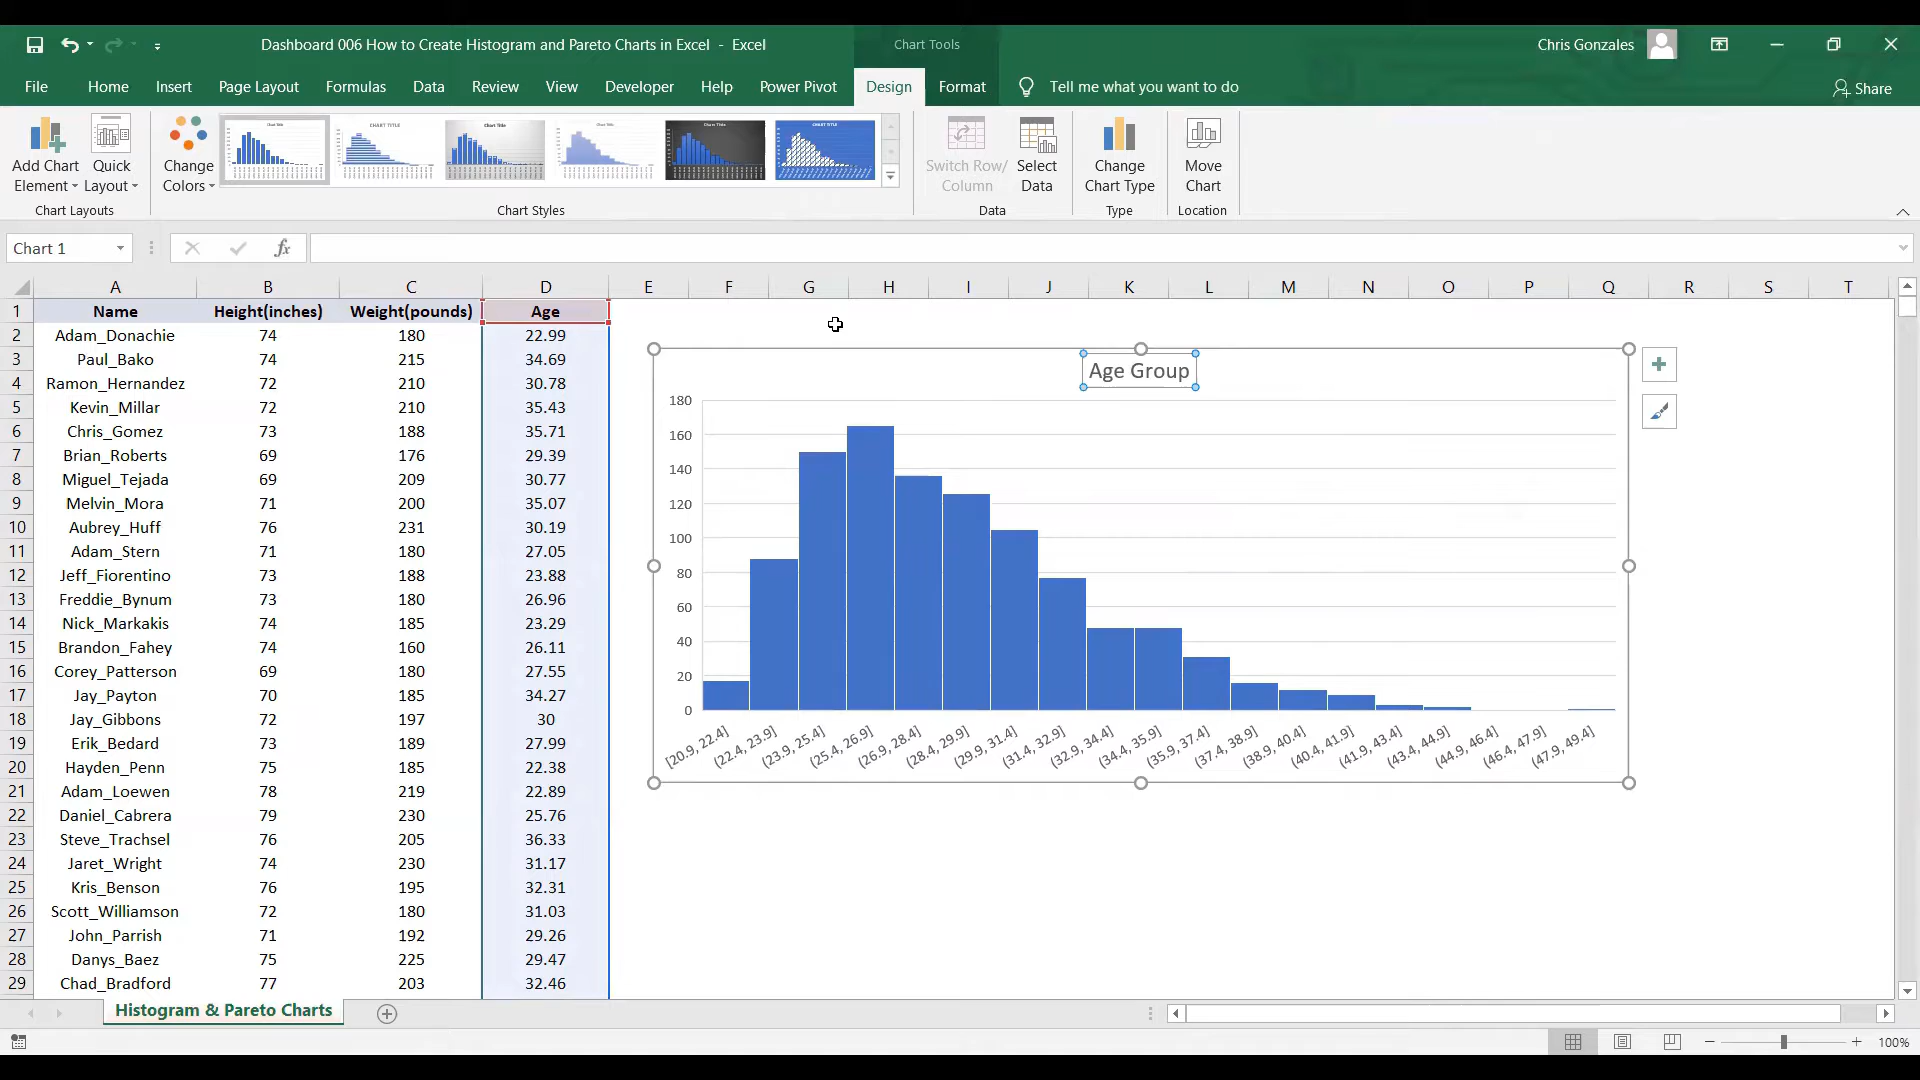 Dashboard 006 How to Create Histogram and Pareto Charts in Excel - Excel
Chart Tools
Chris Gonzales
File Home Insert Page Layout Formulas Data Review View Developer Help Power Pivot Design Format Tell me what you want to do Share
Add Chart Element
Quick Layout
Change Colors
Switch Row/Column
Select Data
Change Chart Type
Move Chart
Chart Layouts Chart Styles Data Type Location
Chart 1
fx
A B C D E F G H I J K L M N O P Q R S T
1 Name Height(inches) Weight(pounds) Age
2 Adam_Donachie 74 180 22.99
3 Paul_Bako 74 215 34.69
4 Ramon_Hernandez 72 210 30.78
5 Kevin_Millar 72 210 35.43
6 Chris_Gomez 73 188 35.71
7 Brian_Roberts 69 176 29.39
8 Miguel_Tejada 69 209 30.77
9 Melvin_Mora 71 200 35.07
10 Aubrey_Huff 76 231 30.19
11 Adam_Stern 71 180 27.05
12 Jeff_Fiorentino 73 188 23.88
13 Freddie_Bynum 73 180 26.96
14 Nick_Markakis 74 185 23.29
15 Brandon_Fahey 74 160 26.11
16 Corey_Patterson 69 180 27.55
17 Jay_Payton 70 185 34.27
18 Jay_Gibbons 72 197 30
19 Erik_Bedard 73 189 27.99
20 Hayden_Penn 75 185 22.38
21 Adam_Loewen 78 219 22.89
22 Daniel_Cabrera 79 230 25.76
23 Steve_Trachsel 76 205 36.33
24 Jaret_Wright 74 230 31.17
25 Kris_Benson 76 195 32.31
26 Scott_Williamson 72 180 31.03
27 John_Parrish 71 192 29.26
28 Danys_Baez 75 225 29.47
29 Chad_Bradford 77 203 32.46
Age Group
180
160
140
120
100
80
60
40
20
0
[20.9, 22.4] (22.4, 23.9] (23.9, 25.4] (25.4, 26.9] (26.9, 28.4] (28.4, 29.9] (29.9, 31.4] (31.4, 32.9] (32.9, 34.4] (34.4, 35.9] (35.9, 37.4] (37.4, 38.9] (38.9, 40.4] (40.4, 41.9] (41.9, 43.4] (43.4, 44.9] (44.9, 46.4] (46.4, 47.9] (47.9, 49.4]
Histogram & Pareto Charts
100%